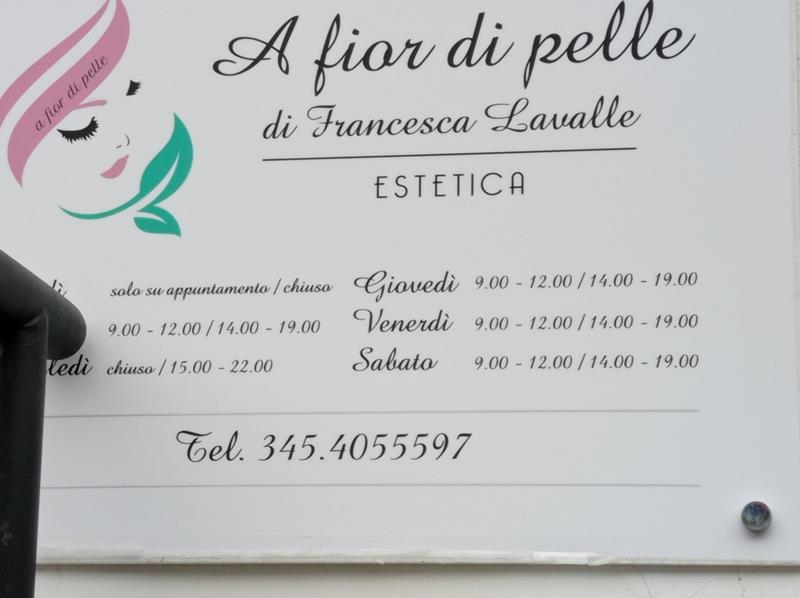 a fior di pelle
A fior di pelle
di Francesca Lavalle
ESTETICA
solo su appuntamento / chiuso
9.00 - 12.00 / 14.00 - 19.00
chiuso / 15.00 - 22.00
Giovedì 9.00 - 12.00 / 14.00 - 19.00
Venerdì 9.00 - 12.00 / 14.00 - 19.00
Sabato 9.00 - 12.00 / 14.00 - 19.00
Tel. 345.4055597